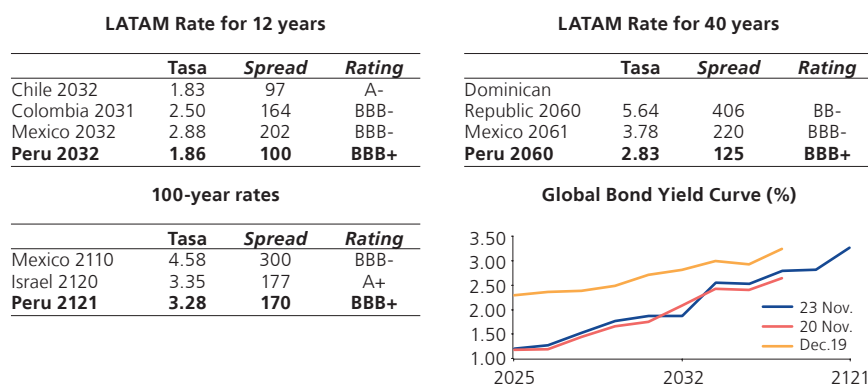 LATAM Rate for 12 years
Tasa Spread Rating
Chile 2032 1.83 97 A-
Colombia 2031 2.50 164 BBB-
Mexico 2032 2.88 202 BBB-
Peru 2032 1.86 100 BBB+
LATAM Rate for 40 years
Tasa Spread Rating
Dominican
Republic 2060 5.64 406 BB-
Mexico 2061 3.78 220 BBB-
Peru 2060 2.83 125 BBB+
100-year rates
Tasa Spread Rating
Mexico 2110 4.58 300 BBB-
Israel 2120 3.35 177 A+
Peru 2121 3.28 170 BBB+
Global Bond Yield Curve (%)
3.50
3.00
2.50
2.00
1.50
1.00
23 Nov.
20 Nov.
Dec.19
2025 2032 2121